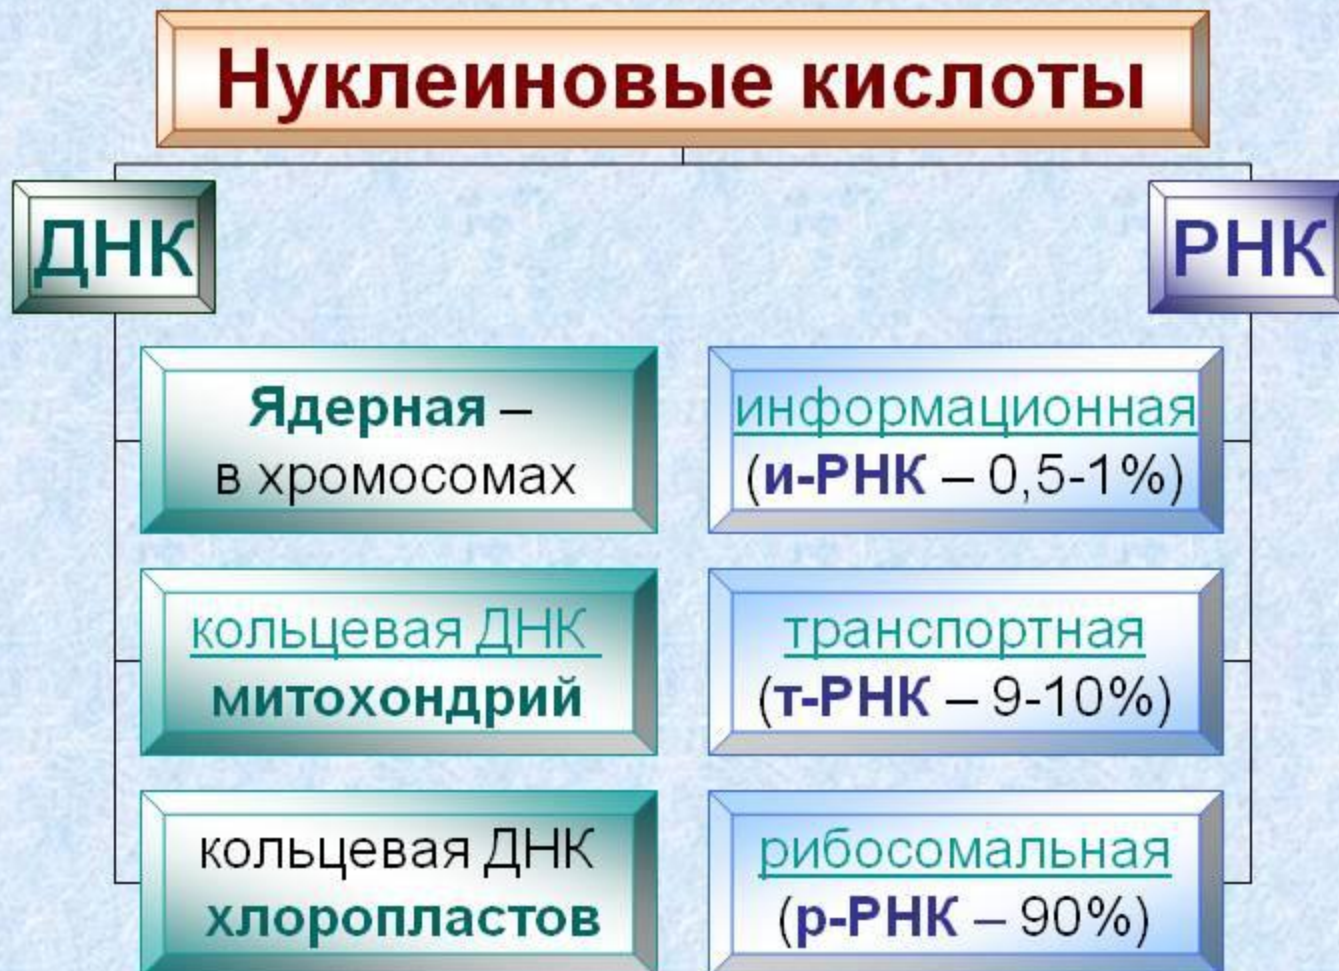 Нуклеиновые кислоты
ДНК
РНК
Ядерная –
в хромосомах
кольцевая ДНК
митохондрий
кольцевая ДНК
хлоропластов
информационная
(и-РНК – 0,5-1%)
транспортная
(т-РНК – 9-10%)
рибосомальная
(р-РНК – 90%)